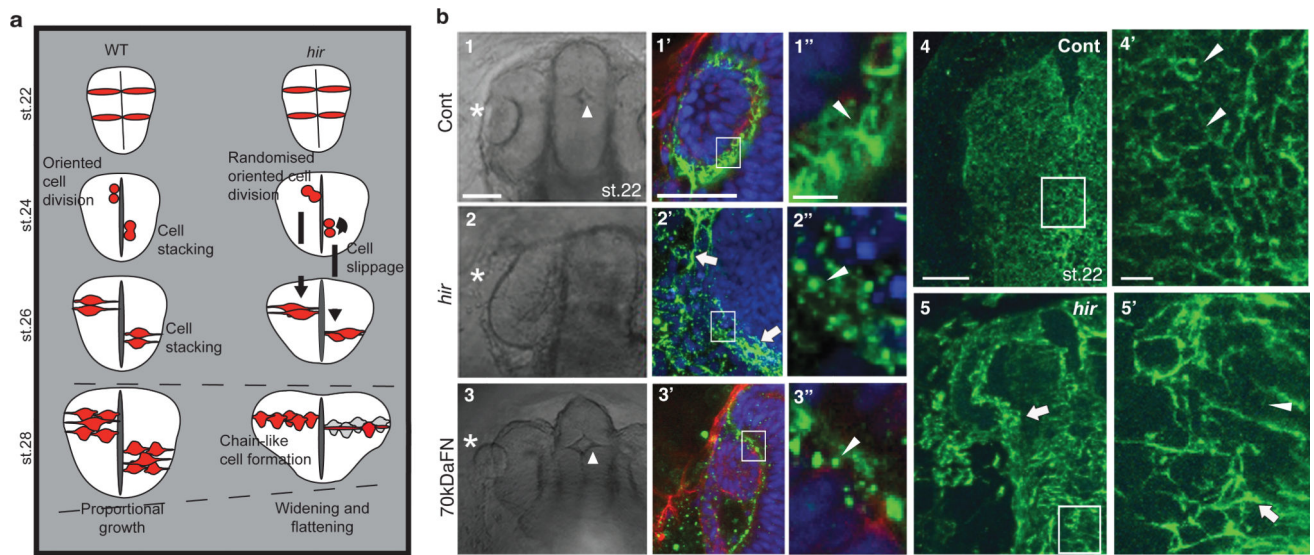 a
WT
hir
st.22
Oriented
cell
division
Randomised
oriented cell
division
st.24
Cell
stacking
Cell
slippage
st.26
Cell
stacking
st.28
Chain-like
cell formation
Proportional
growth
Widening and
flattening
b
Cont
1
st.22
1'
1"
hir
2
2'
2"
70kDaFN
3
3'
3"
4
Cont
st.22
4'
5
hir
5'